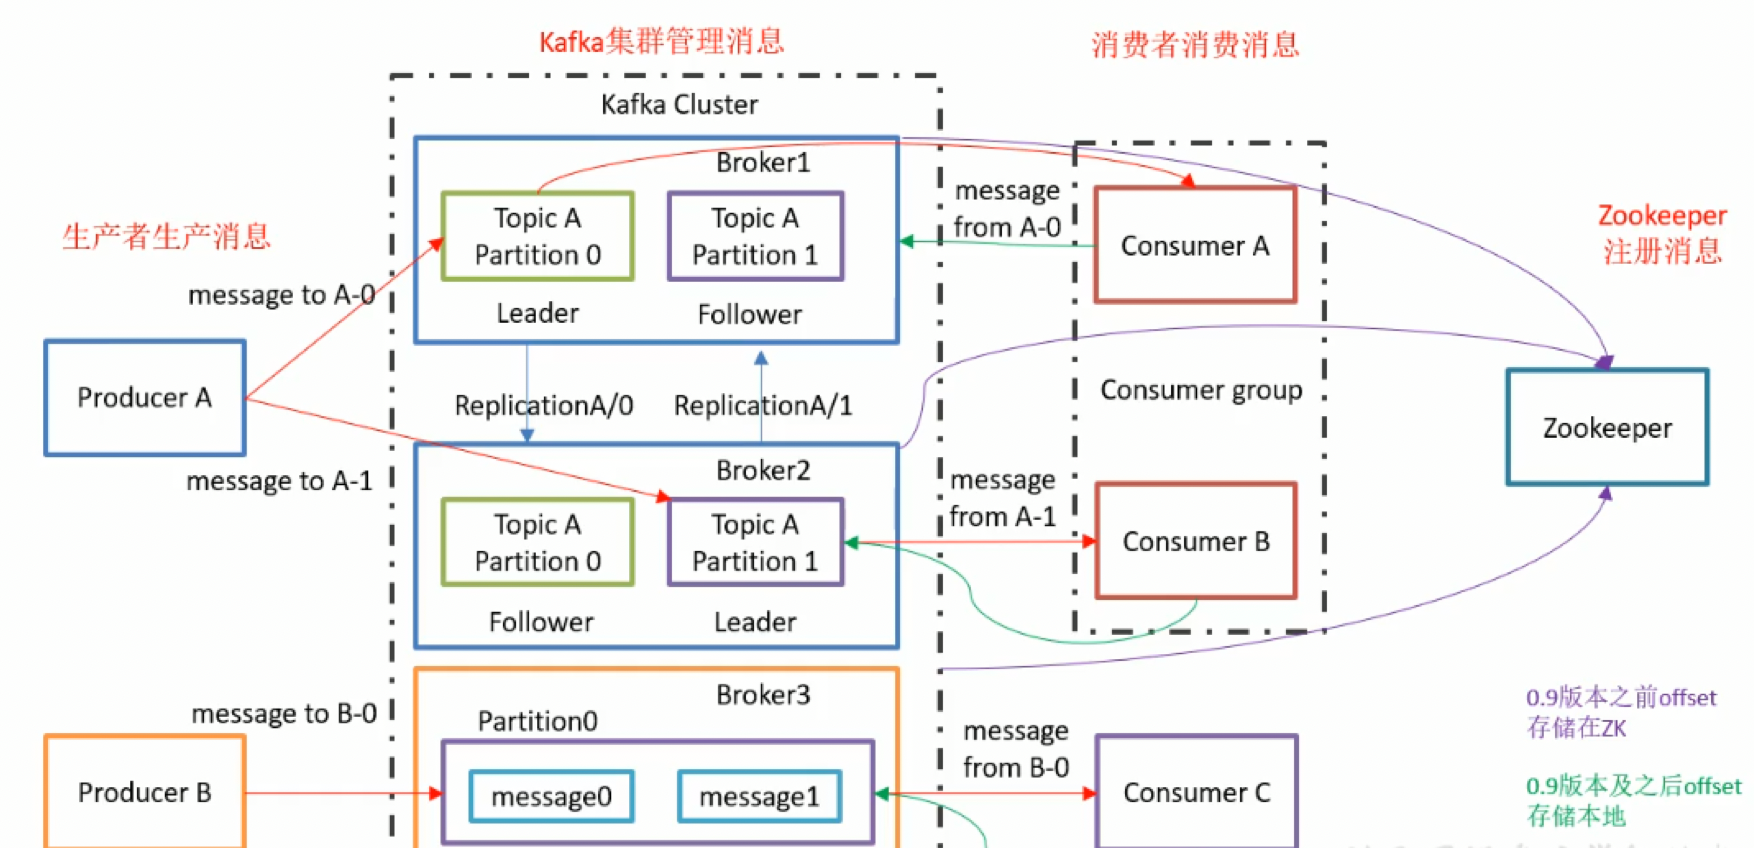 Kafka集群管理消息
消费者消费消息
Kafka Cluster
Broker1
Topic A
Partition 0
Topic A
Partition 1
Leader
Follower
message
from A-0
Consumer A
Zookeeper
注册消息
生产者生产消息
message to A-0
Producer A
message to A-1
ReplicationA/0
ReplicationA/1
Consumer group
Zookeeper
Broker2
Topic A
Partition 0
Topic A
Partition 1
Follower
Leader
message
from A-1
Consumer B
Broker3
Partition0
message to B-0
Producer B
message0
message1
message
from B-0
Consumer C
0.9版本之前offset
存储在ZK
0.9版本及之后offset
存储本地